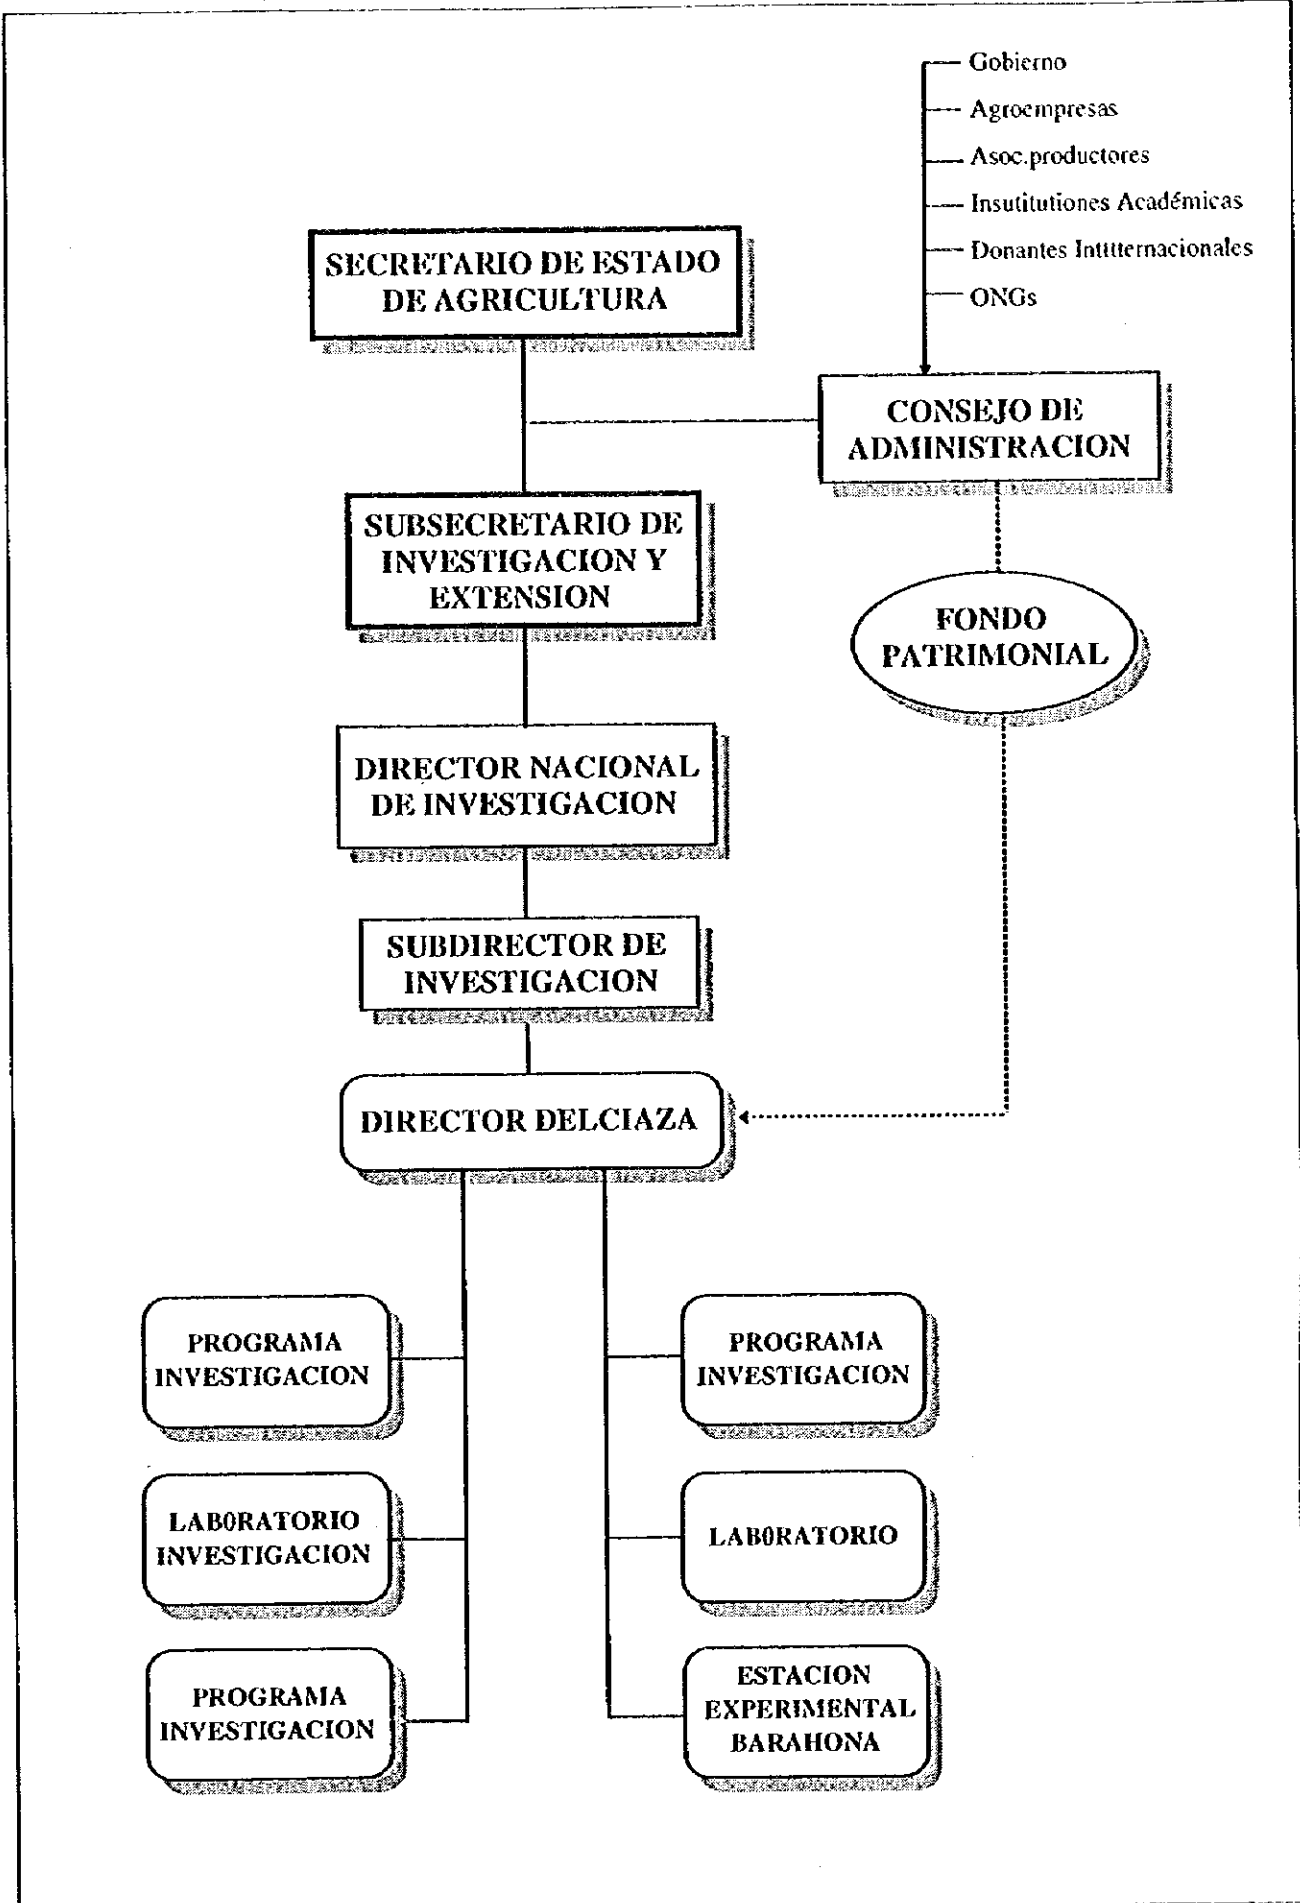 Gobierno
Agroempresas
Asoc.productores
Insutitutiones Académicas
Donantes Intitternacionales
ONGs
SECRETARIO DE ESTADO
DE AGRICULTURA
CONSEJO DE
ADMINISTRACION
SUBSECRETARIO DE
INVESTIGACION Y
EXTENSION
FONDO
PATRIMONIAL
DIRECTOR NACIONAL
DE INVESTIGACION
SUBDIRECTOR DE
INVESTIGACION
DIRECTOR DELCIAZA
PROGRAMA
INVESTIGACION
PROGRAMA
INVESTIGACION
LAB0RATORIO
INVESTIGACION
LAB0RATORIO
PROGRAMA
INVESTIGACION
ESTACION
EXPERIMENTAL
BARAHONA